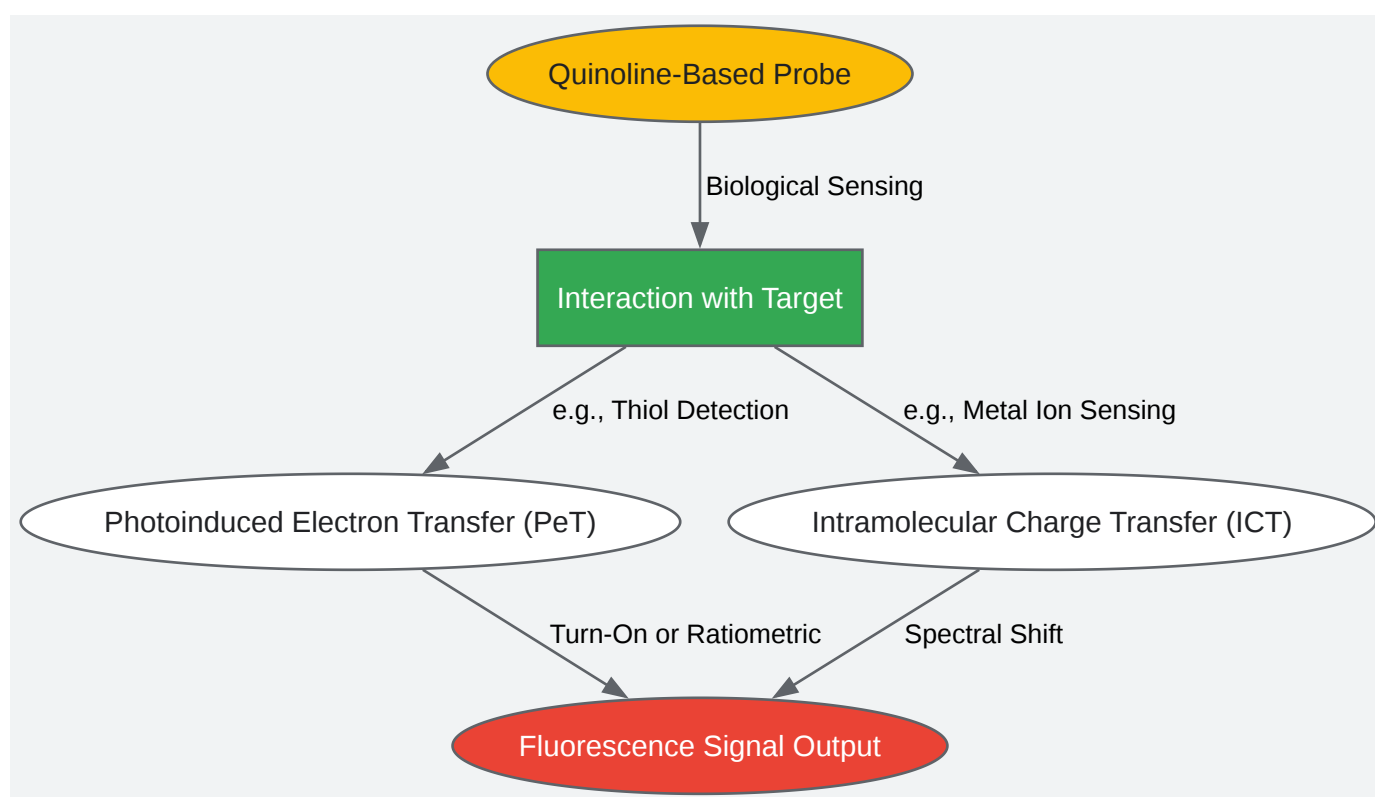 Quinoline-Based Probe
Biological Sensing
Interaction with Target
e.g., Thiol Detection
e.g., Metal Ion Sensing
Photoinduced Electron Transfer (PeT)
Intramolecular Charge Transfer (ICT)
Turn-On or Ratiometric
Spectral Shift
Fluorescence Signal Output